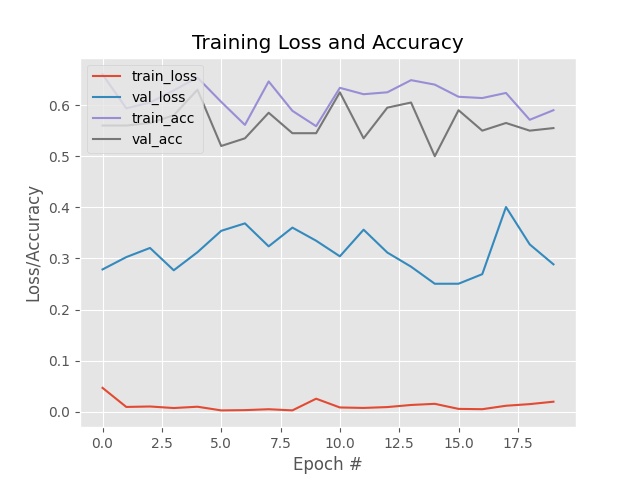 Training Loss and Accuracy
train_loss
val_loss
train_acc
val_acc
Loss/Accuracy
0.6
0.5
0.4
0.3
0.2
0.1
0.0
0.0 2.5 5.0 7.5 10.0 12.5 15.0 17.5
Epoch #